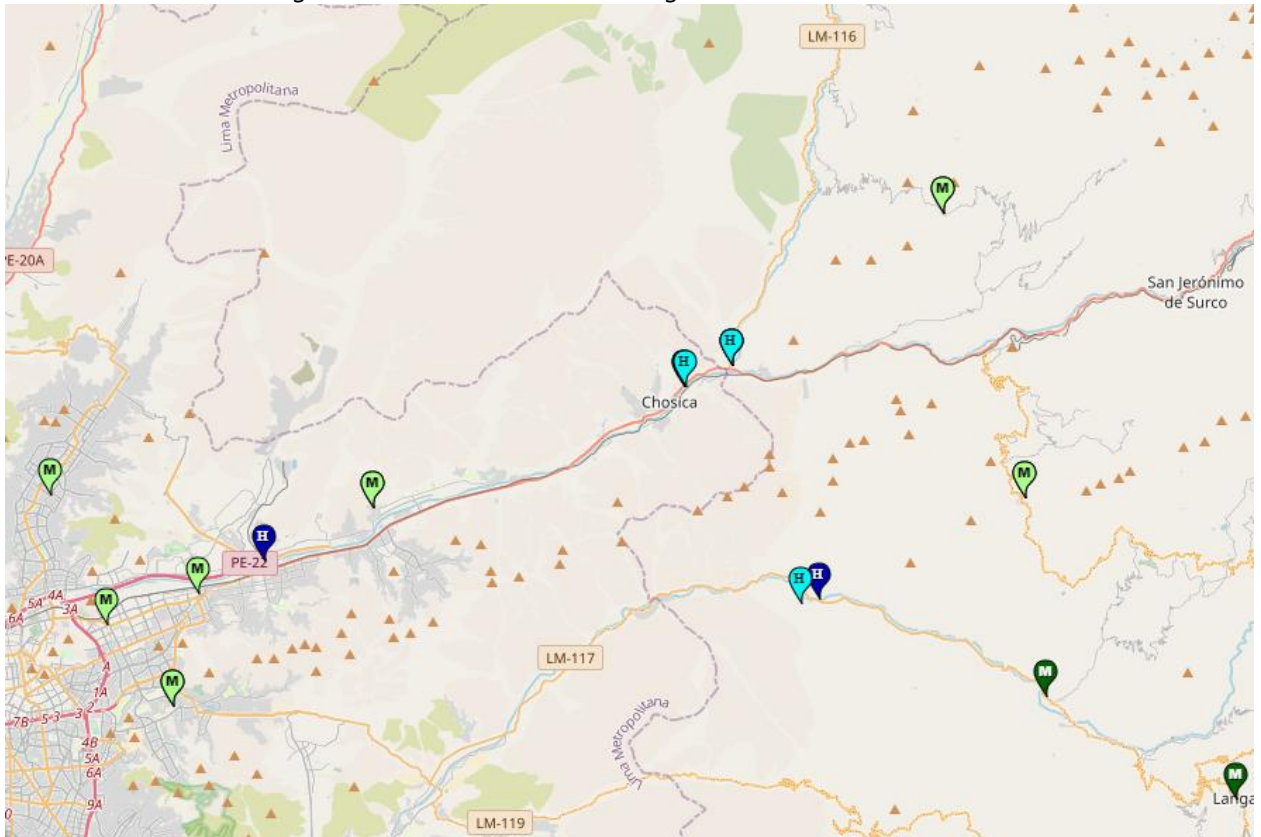 LM-116
Lima Metropolitana
M
PE-20A
San Jerónimo
de Surco
H
H
Chosica
M
M
M
H
PE-22
M
M
4A
5A
3A
6A
H
H
LM-117
A
M
M
1A
2
7B
5
3
3
4B
5A
6A
Lima Metropolitana
9A
M
Langa
LM-119